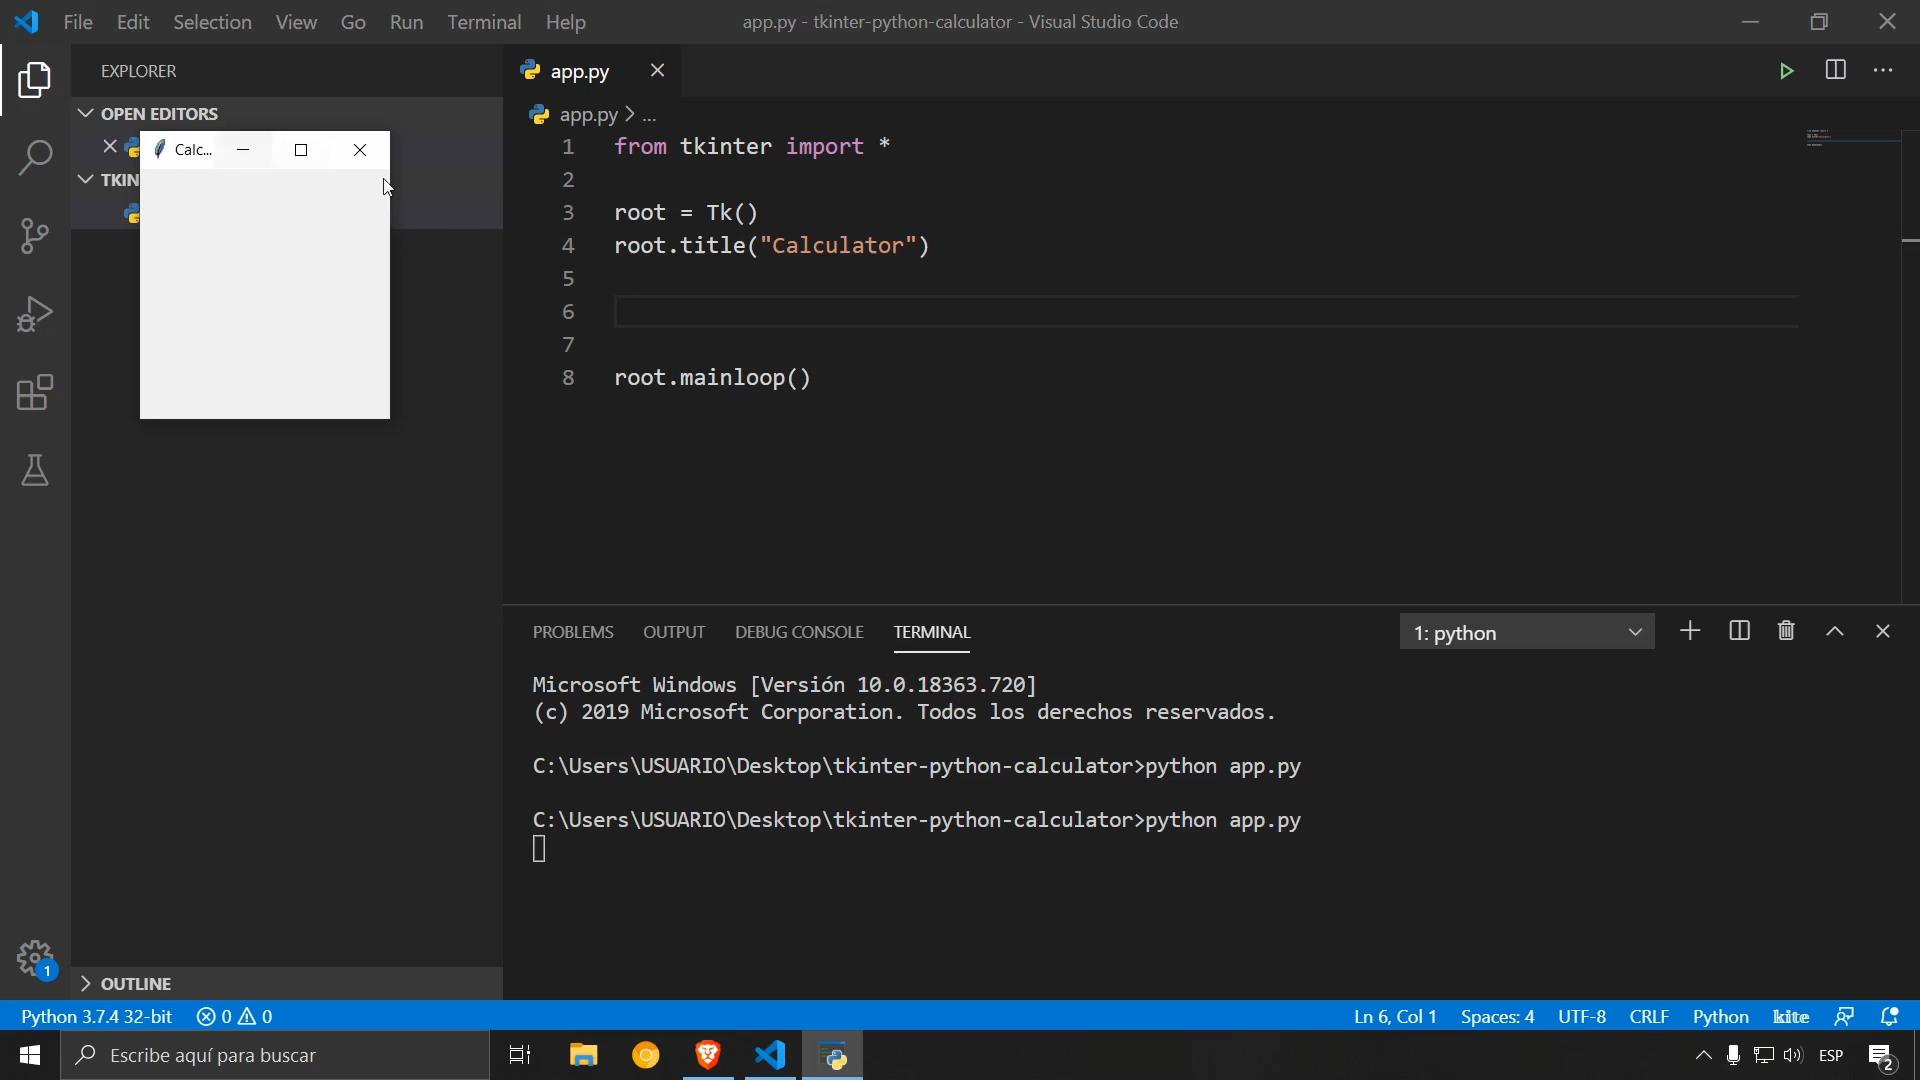 File Edit Selection View Go Run Terminal Help
app.py - tkinter-python-calculator - Visual Studio Code
EXPLORER
OPEN EDITORS
TKIN
Calc...
app.py
app.py > ...
1 from tkinter import *
2
3 root = Tk()
4 root.title("Calculator")
5
6
7
8 root.mainloop()
PROBLEMS OUTPUT DEBUG CONSOLE TERMINAL
1: python
Microsoft Windows [Versión 10.0.18363.720]
(c) 2019 Microsoft Corporation. Todos los derechos reservados.
C:\Users\USUARIO\Desktop\tkinter-python-calculator>python app.py
C:\Users\USUARIO\Desktop\tkinter-python-calculator>python app.py
1
OUTLINE
Python 3.7.4 32-bit 0 0
Ln 6, Col 1 Spaces: 4 UTF-8 CRLF Python kite
Escribe aquí para buscar
ESP
2